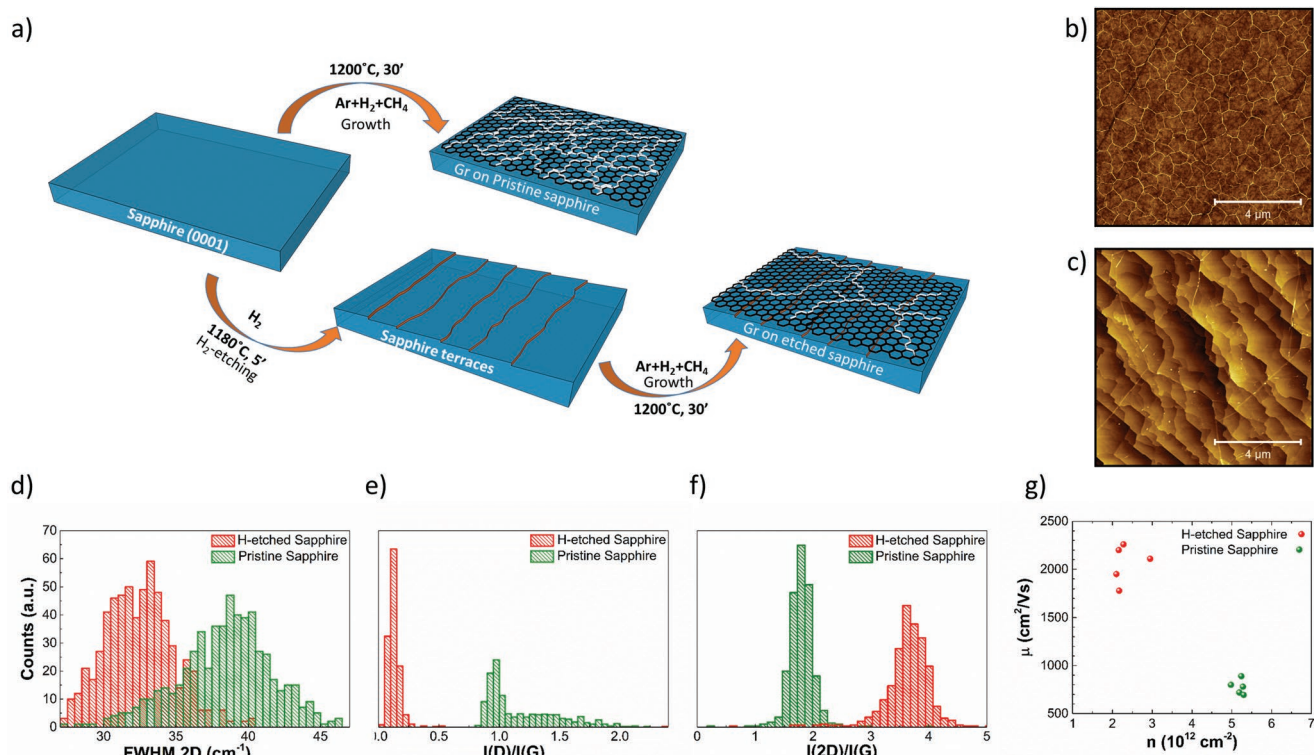 a)
1200°C, 30′
Ar+H2+CH4
Growth
Gr on Pristine sapphire
Sapphire (0001)
H2
1180°C, 5′
H2-etching
Sapphire terraces
Ar+H2+CH4
Growth
1200°C, 30′
Gr on etched sapphire
b)
4 µm
c)
4 µm
d)
H-etched Sapphire
Pristine Sapphire
Counts (a.u.)
70
60
50
40
30
20
10
0
30 35 40 45
FWHM 2D (cm-1)
e)
H-etched Sapphire
Pristine Sapphire
0.0 0.5 1.0 1.5 2.0
I(D)/I(G)
f)
H-etched Sapphire
Pristine Sapphire
0 1 2 3 4 5
I(2D)/I(G)
g)
H-etched Sapphire
Pristine Sapphire
µ (cm2/Vs)
2500
2000
1500
1000
500
1 2 3 4 5 6 7
n (1012 cm-2)